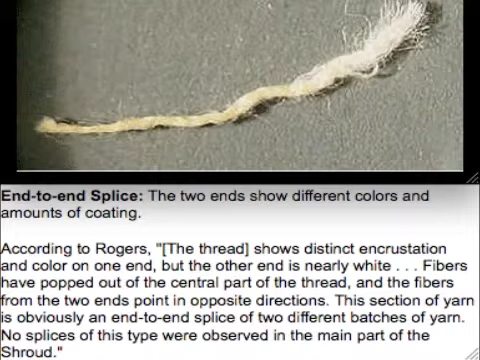 End-to-end Splice: The two ends show different colors and
amounts of coating.
According to Rogers, "[The thread] shows distinct encrustation
and color on one end, but the other end is nearly white . . . Fibers
have popped out of the central part of the thread, and the fibers
from the two ends point in opposite directions. This section of yarn
is obviously an end-to-end splice of two different batches of yarn.
No splices of this type were observed in the main part of the
Shroud."